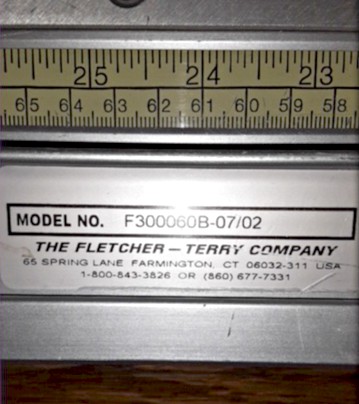 25 24 23
65 64 63 62 61 60 59 58
MODEL NO. F300060B-07/02
THE FLETCHER – TERRY COMPANY
65 SPRING LANE FARMINGTON, CT 06032-311 USA
1-800-843-3826 OR (860) 677-7331